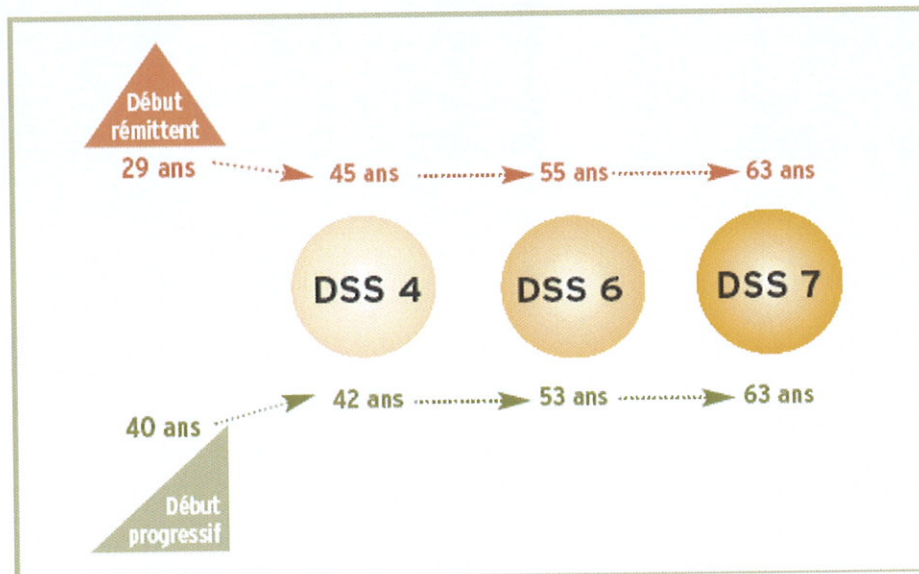 Début
rémittent
29 ans 45 ans 55 ans 63 ans
DSS 4 DSS 6 DSS 7
40 ans 42 ans 53 ans 63 ans
Début
progressif